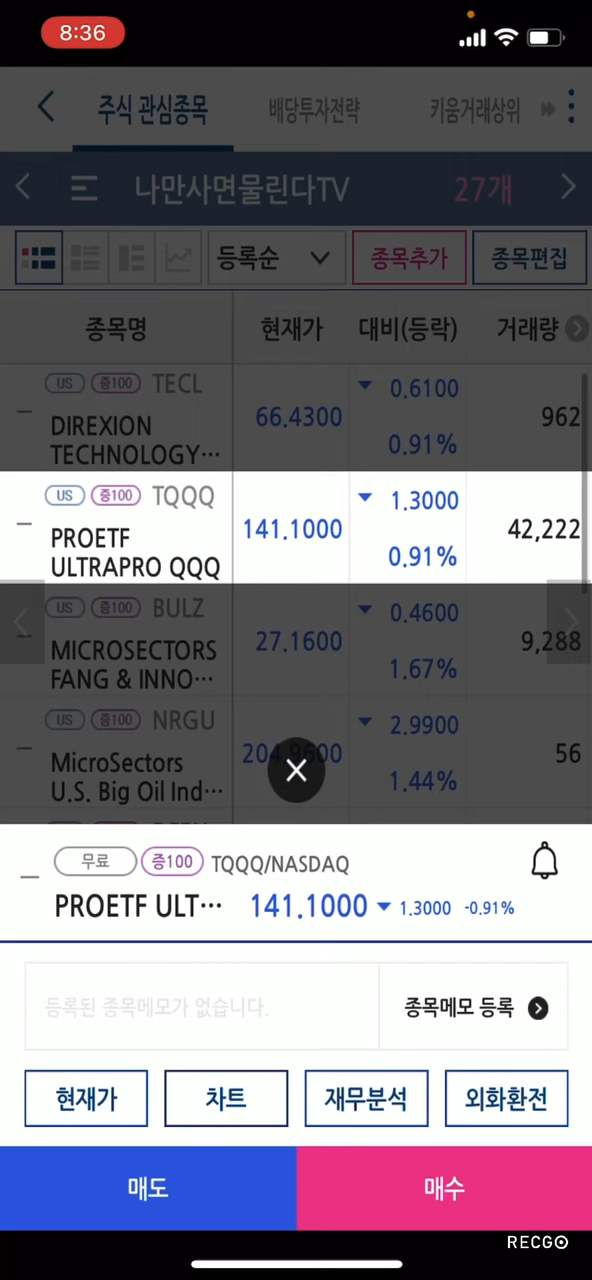 8:36
주식 관심종목 배당투자전략 키움거래상위
나만사면물린다TV 27개
등록순 종목추가 종목편집
종목명 현재가 대비(등락) 거래량
US 증100 TECL
DIREXION TECHNOLOGY··· 66.4300 ▼ 0.6100 0.91% 962
US 증100 TQQQ
PROETF ULTRAPRO QQQ 141.1000 ▼ 1.3000 0.91% 42,222
US 증100 BULZ
MICROSECTORS FANG & INNO··· 27.1600 ▼ 0.4600 1.67% 9,288
US 증100 NRGU
MicroSectors U.S. Big Oil Ind··· 204.9600 ▼ 2.9900 1.44% 56
무료 증100 TQQQ/NASDAQ
PROETF ULT··· 141.1000 ▼ 1.3000 -0.91%
등록된 종목메모가 없습니다. 종목메모 등록
현재가 차트 재무분석 외화환전
매도 매수
RECGO